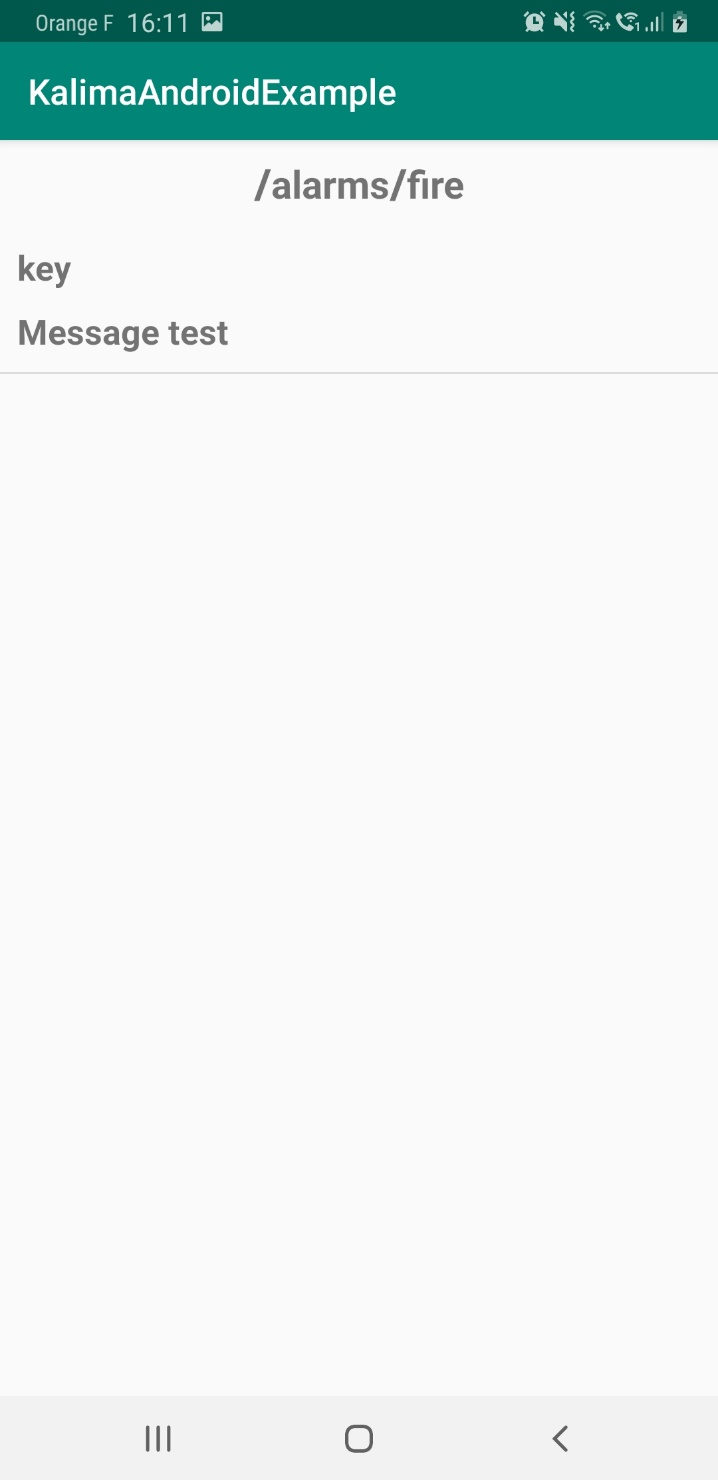 Orange F 16:11
KalimaAndroidExample
/alarms/fire
key
Message test